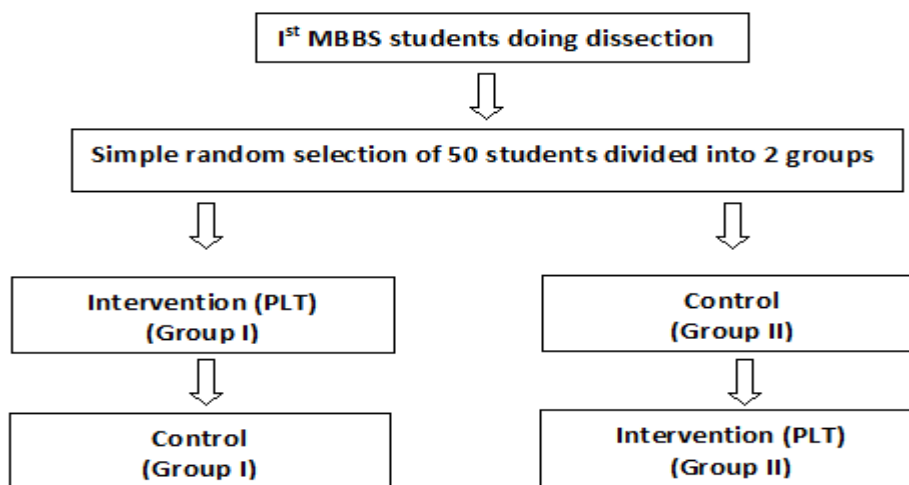 Iˢᵗ MBBS students doing dissection
Simple random selection of 50 students divided into 2 groups
Intervention (PLT)
(Group I)
Control
(Group II)
Control
(Group I)
Intervention (PLT)
(Group II)